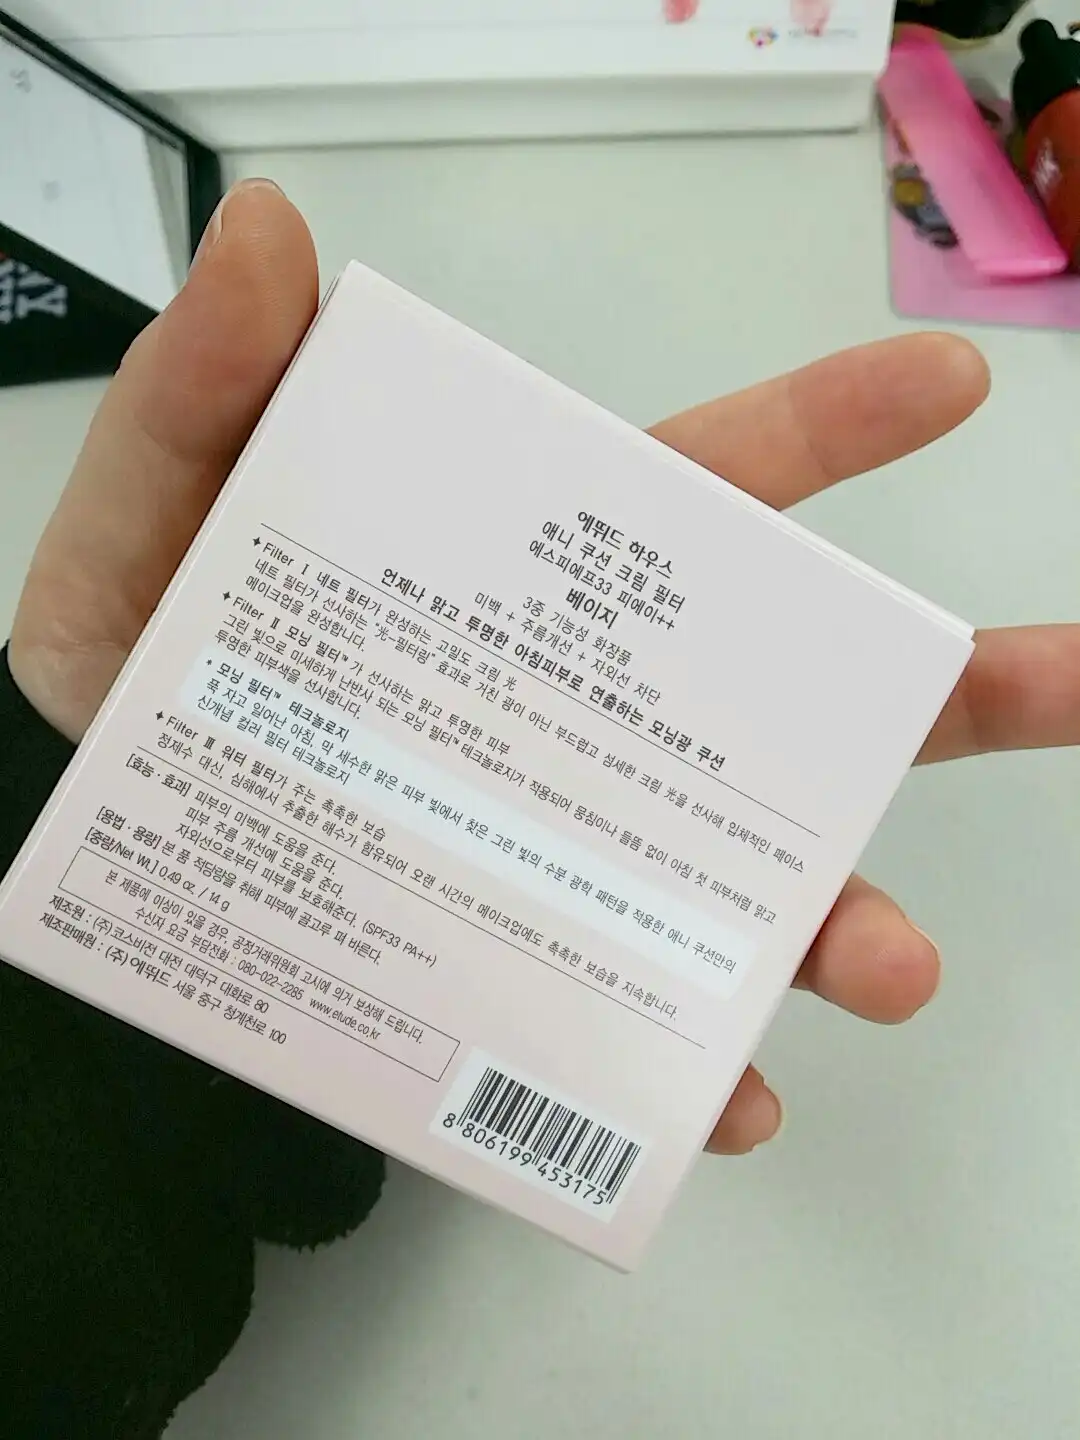 에뛰드 하우스
애니 쿠션 크림 필터
에스피에프33 피에이++
베이지
3중 기능성 화장품
미백 + 주름개선 + 자외선 차단
언제나 맑고 투명한 아침피부로 연출하는 모닝광 쿠션
✦Filter Ⅰ 네트 필터가 완성하는 고밀도 크림 光
네트 필터가 선사하는 "光-필터링" 효과로 거친 광이 아닌 부드럽고 섬세한 크림 光을 선사해 입체적인 페이스
메이크업을 완성합니다.
✦Filter Ⅱ 모닝 필터™가 선사하는 맑고 투명한 피부
그린 빛으로 미세하게 난반사 되는 모닝 필터™ 테크놀로지가 적용되어 뭉침이나 들뜸 없이 아침 첫 피부처럼 맑고
투명한 피부색을 선사합니다.
* 모닝 필터™ 테크놀로지
푹 자고 일어난 아침, 막 세수한 맑은 피부 빛에서 찾은 그린 빛의 수분 광학 패턴을 적용한 애니 쿠션만의
신개념 컬러 필터 테크놀로지
✦Filter Ⅲ 워터 필터가 주는 촉촉한 보습
정제수 대신, 심해에서 추출한 해수가 함유되어 오랜 시간의 메이크업에도 촉촉한 보습을 지속합니다.
[효능·효과] 피부의 미백에 도움을 준다.
피부 주름 개선에 도움을 준다.
자외선으로부터 피부를 보호해준다. (SPF33 PA++)
[용법·용량] 본 품 적당량을 취해 피부에 골고루 펴 바른다.
[중량/Net Wt.] 0.49 oz. / 14 g
본 제품에 이상이 있을 경우, 공정거래위원회 고시에 의거 보상해 드립니다.
수신자 요금 부담전화 : 080-022-2285 www.etude.co.kr
제조원 : (주)코스비전 대전 대덕구 대화로 80
제조판매원 : (주)에뛰드 서울 중구 청계천로 100
8 806199 453175